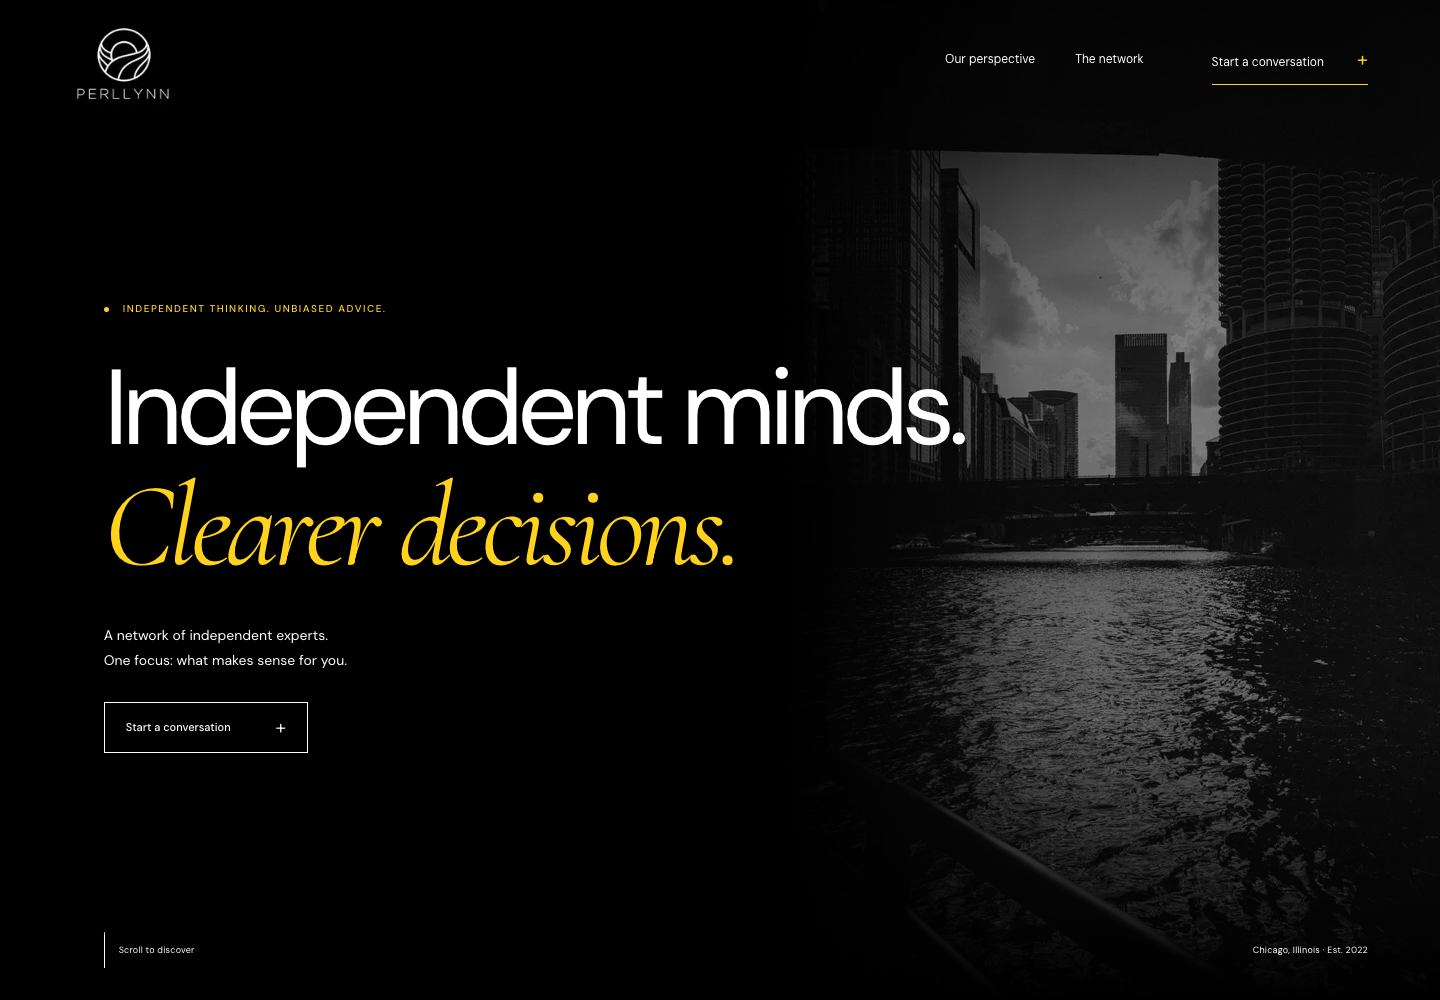 PERLLYNN
Our perspective
The network
Start a conversation +
INDEPENDENT THINKING. UNBIASED ADVICE.
Independent minds.
Clearer decisions.
A network of independent experts.
One focus: what makes sense for you.
Start a conversation +
Scroll to discover
Chicago, Illinois · Est. 2022